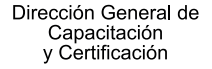 Dirección General de
Capacitación
y Certificación